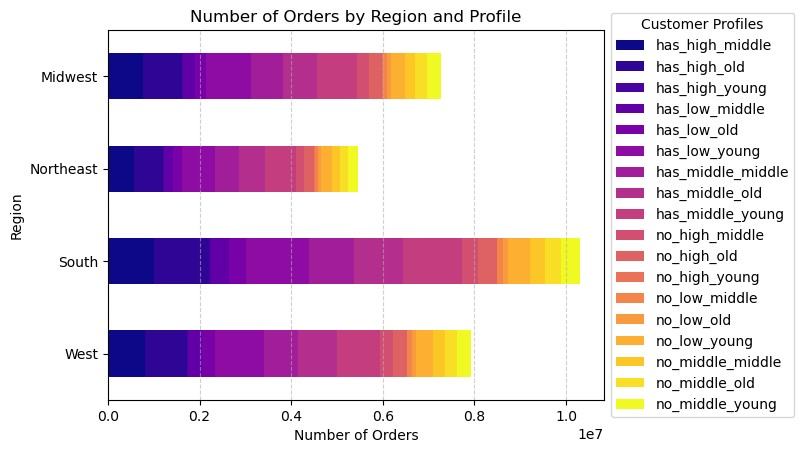 Number of Orders by Region and Profile
Region
Midwest
Northeast
South
West
0.0 0.2 0.4 0.6 0.8 1.0
1e7
Number of Orders
Customer Profiles
has_high_middle
has_high_old
has_high_young
has_low_middle
has_low_old
has_low_young
has_middle_middle
has_middle_old
has_middle_young
no_high_middle
no_high_old
no_high_young
no_low_middle
no_low_old
no_low_young
no_middle_middle
no_middle_old
no_middle_young